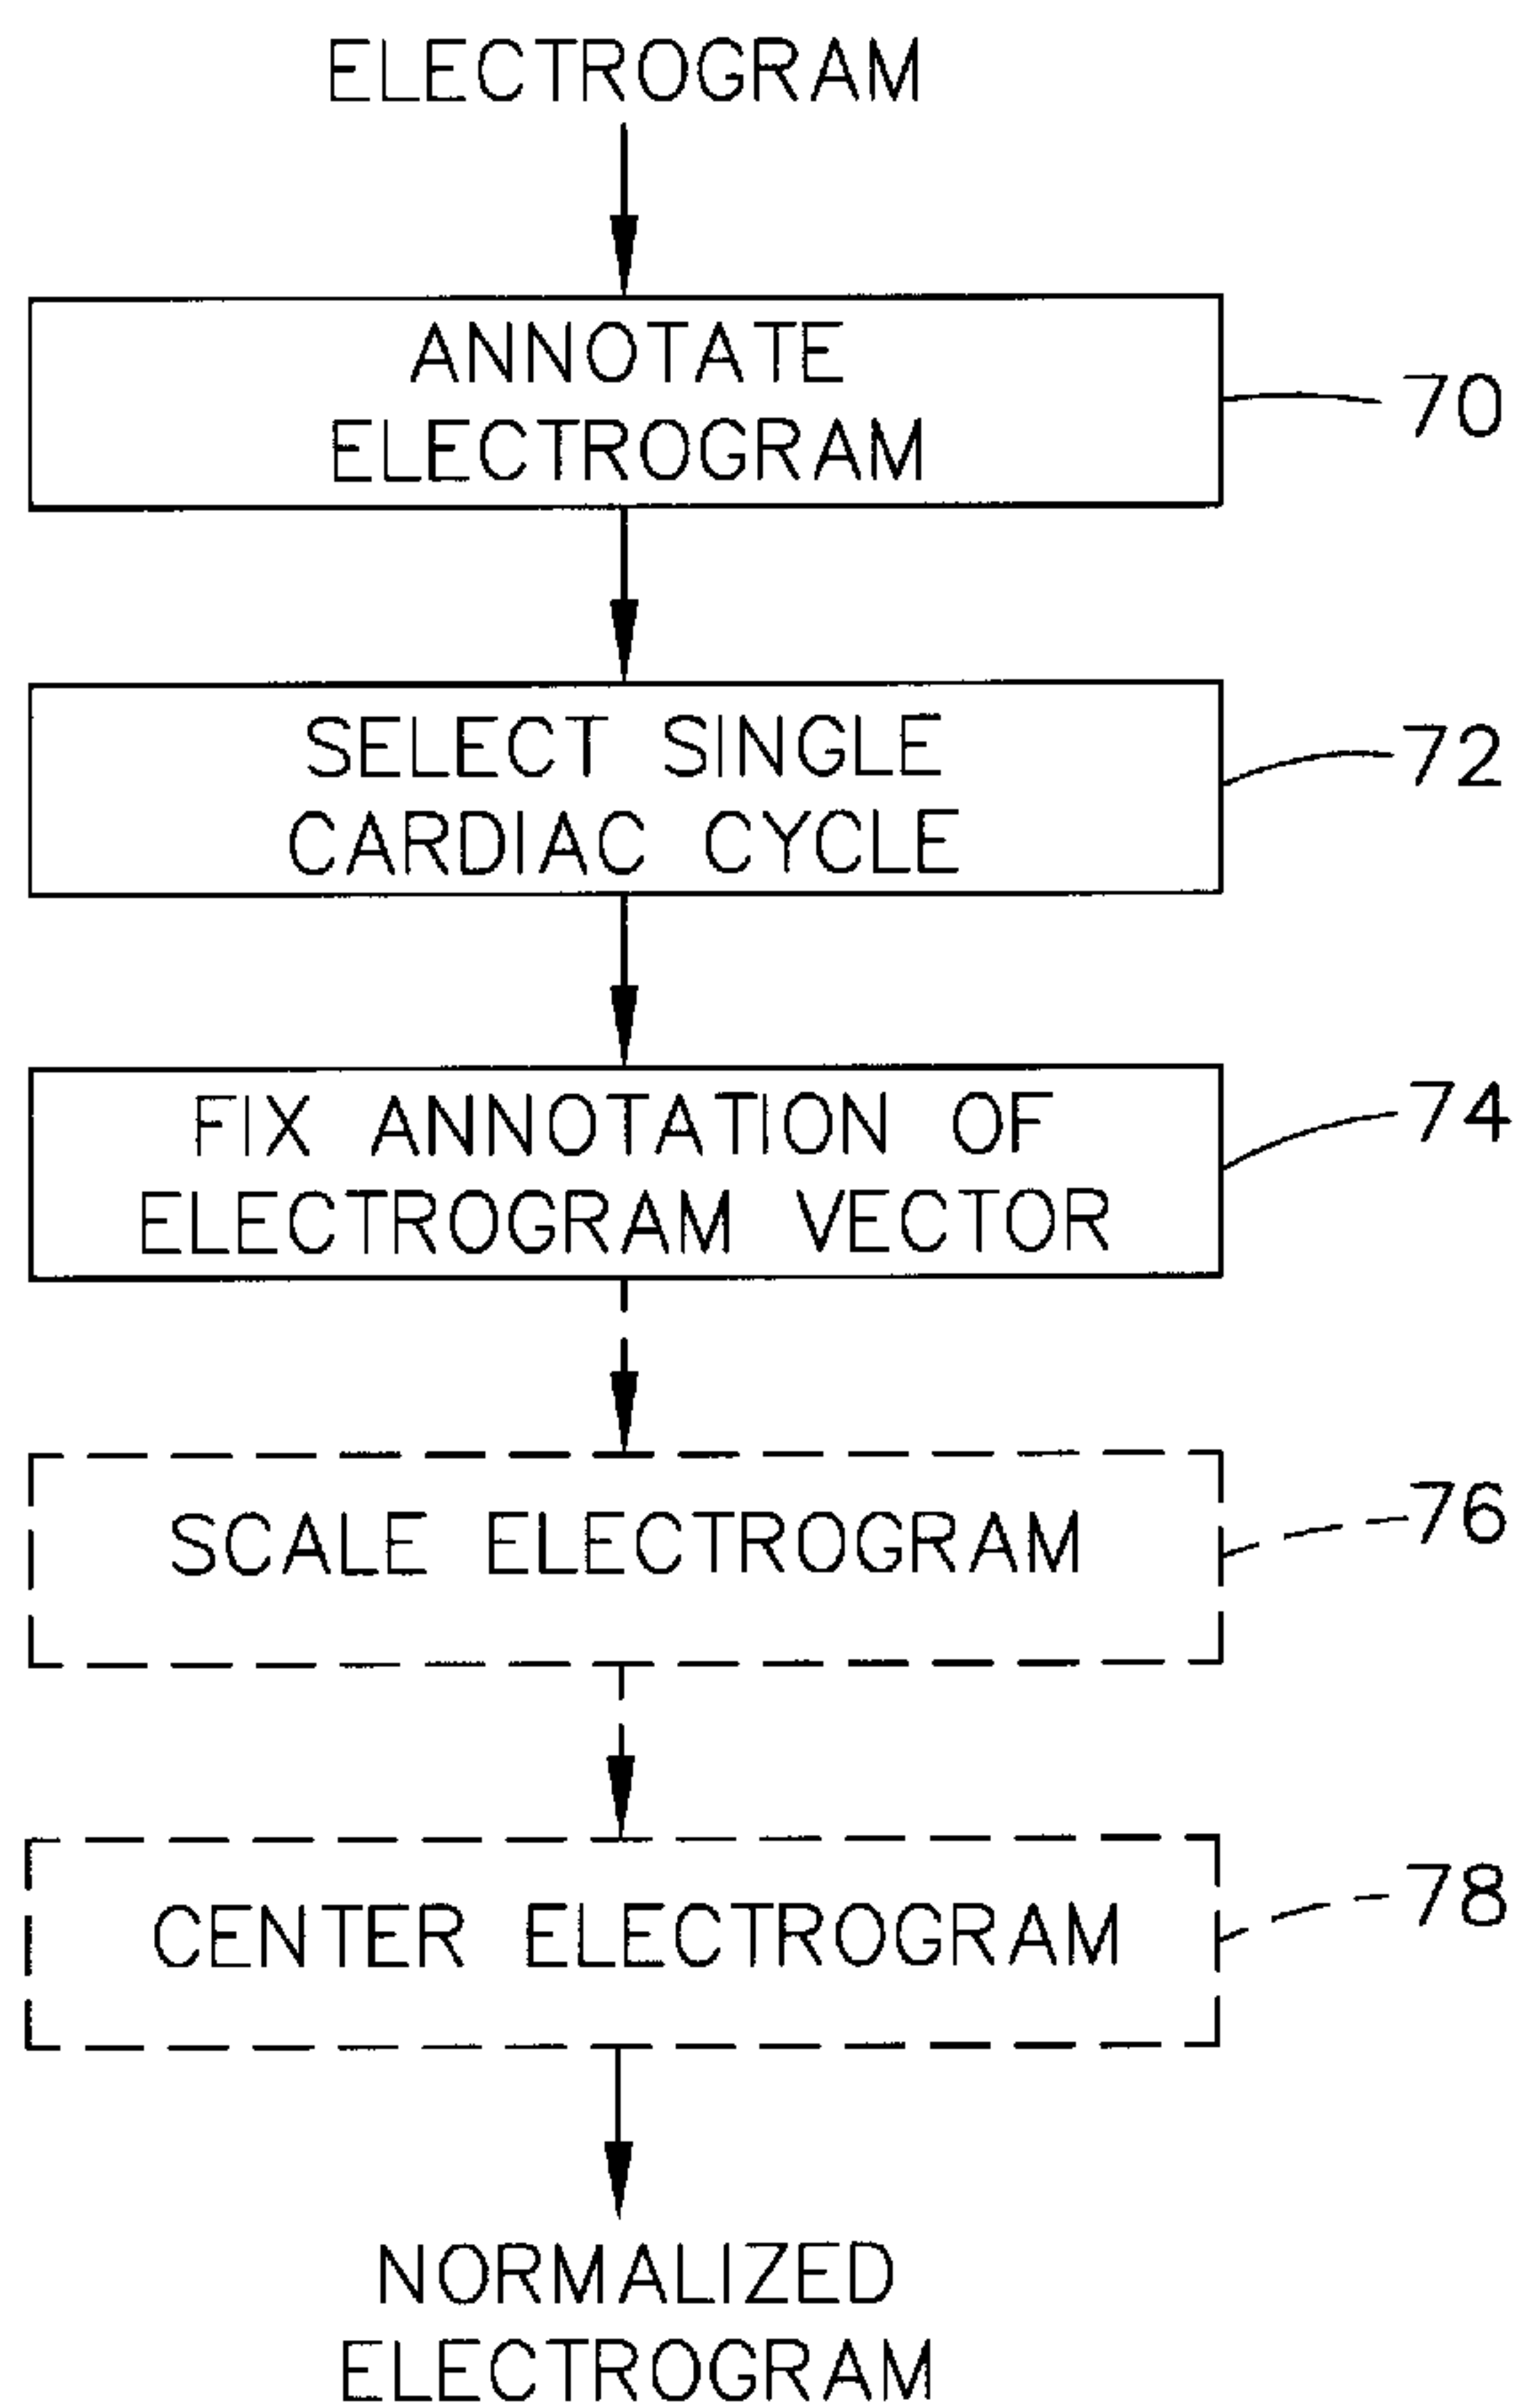 ELECTROGRAM
ANNOTATE
ELECTROGRAM
70
SELECT SINGLE
CARDIAC CYCLE
72
FIX ANNOTATION OF
ELECTROGRAM VECTOR
74
SCALE ELECTROGRAM
76
CENTER ELECTROGRAM
78
NORMALIZED
ELECTROGRAM